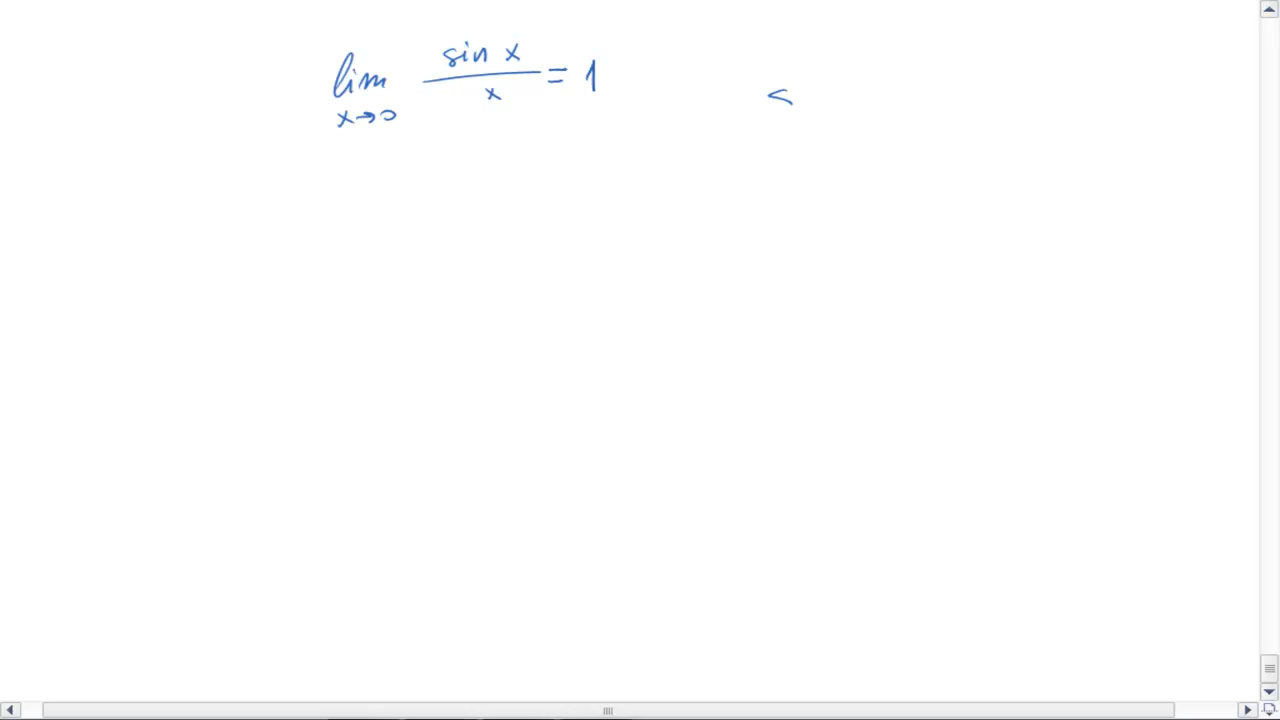 lim sin x / x = 1
x→0